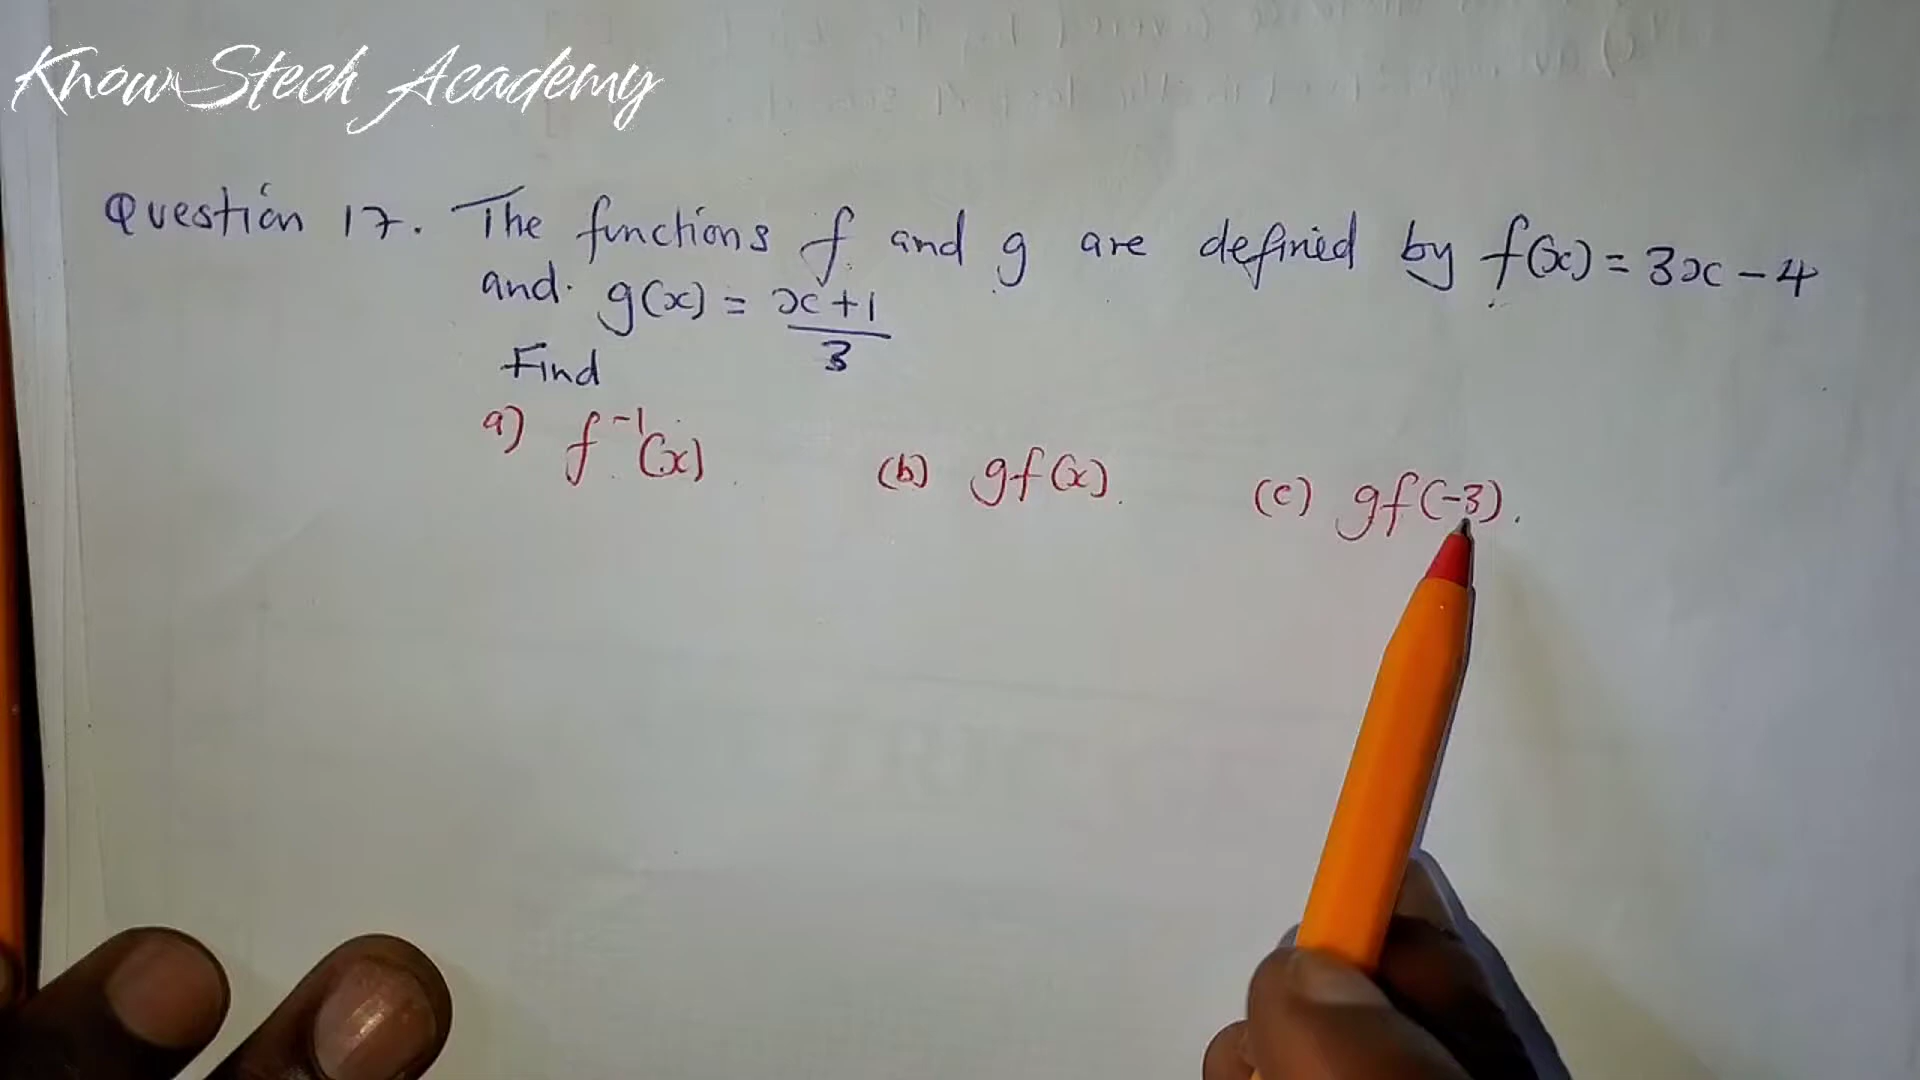 Know Stech Academy
Question 17. The functions f and g are defined by f(x) = 3x - 4
and. g(x) = x+1
3
Find
a) f⁻¹(x) (b) gf(x). (c) gf(-3).